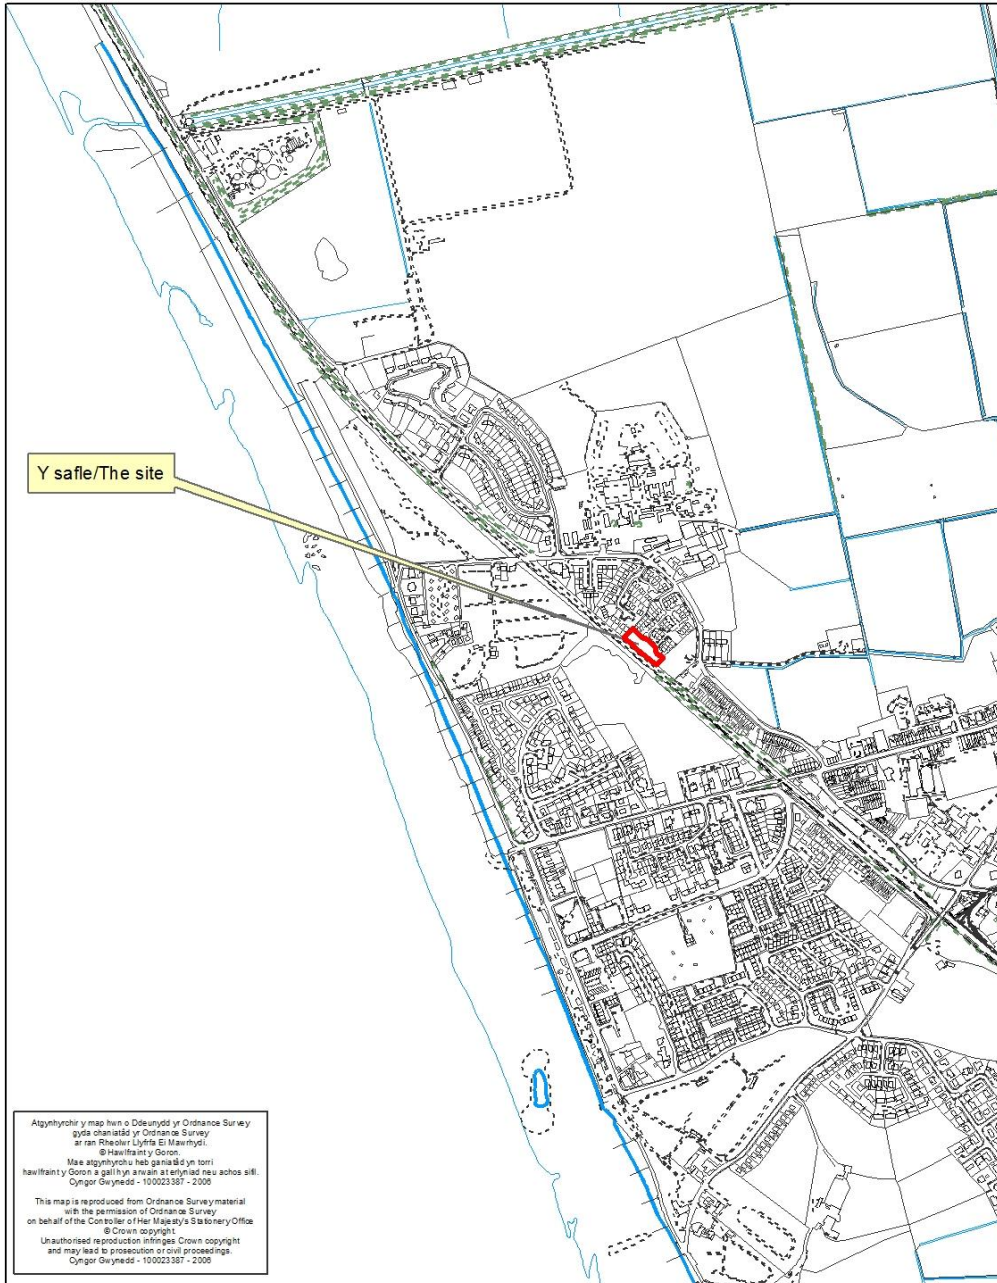 Y safle/The site
Atgynhyrchir y map hwn o Ddeunydd yr Ordnance Survey
gyda chaniatâd yr Ordnance Survey
ar ran Rheolwr Llyfrfa Ei Mawrhydi.
© Hawlfraint y Goron.
Mae atgynhyrchu heb ganiatâd yn torri
hawlfraint y Goron a gall hyn arwain at erlyniad neu achos sifil.
Cyngor Gwynedd - 100023387 - 2006
This map is reproduced from Ordnance Survey material
with the permission of Ordnance Survey
on behalf of the Controller of Her Majesty's Stationery Office
© Crown copyright.
Unauthorised reproduction infringes Crown copyright
and may lead to prosecution or civil proceedings.
Cyngor Gwynedd - 100023387 - 2006